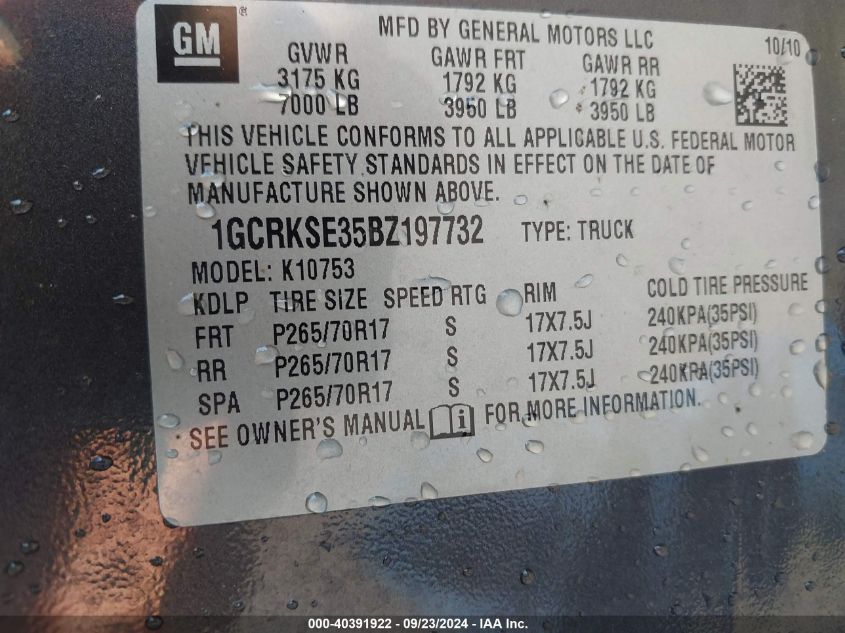 GM ®
MFD BY GENERAL MOTORS LLC
10/10
GVWR GAWR FRT GAWR RR
3175 KG 1792 KG 1792 KG
7000 LB 3950 LB 3950 LB
THIS VEHICLE CONFORMS TO ALL APPLICABLE U.S. FEDERAL MOTOR
VEHICLE SAFETY STANDARDS IN EFFECT ON THE DATE OF
MANUFACTURE SHOWN ABOVE.
1GCRKSE35BZ197732 TYPE: TRUCK
MODEL: K10753
KDLP TIRE SIZE SPEED RTG RIM COLD TIRE PRESSURE
FRT P265/70R17 S 17X7.5J 240KPA(35PSI)
RR P265/70R17 S 17X7.5J 240KPA(35PSI)
SPA P265/70R17 S 17X7.5J 240KPA(35PSI)
SEE OWNER'S MANUAL i FOR MORE INFORMATION.
000-40391922 - 09/23/2024 - IAA Inc.